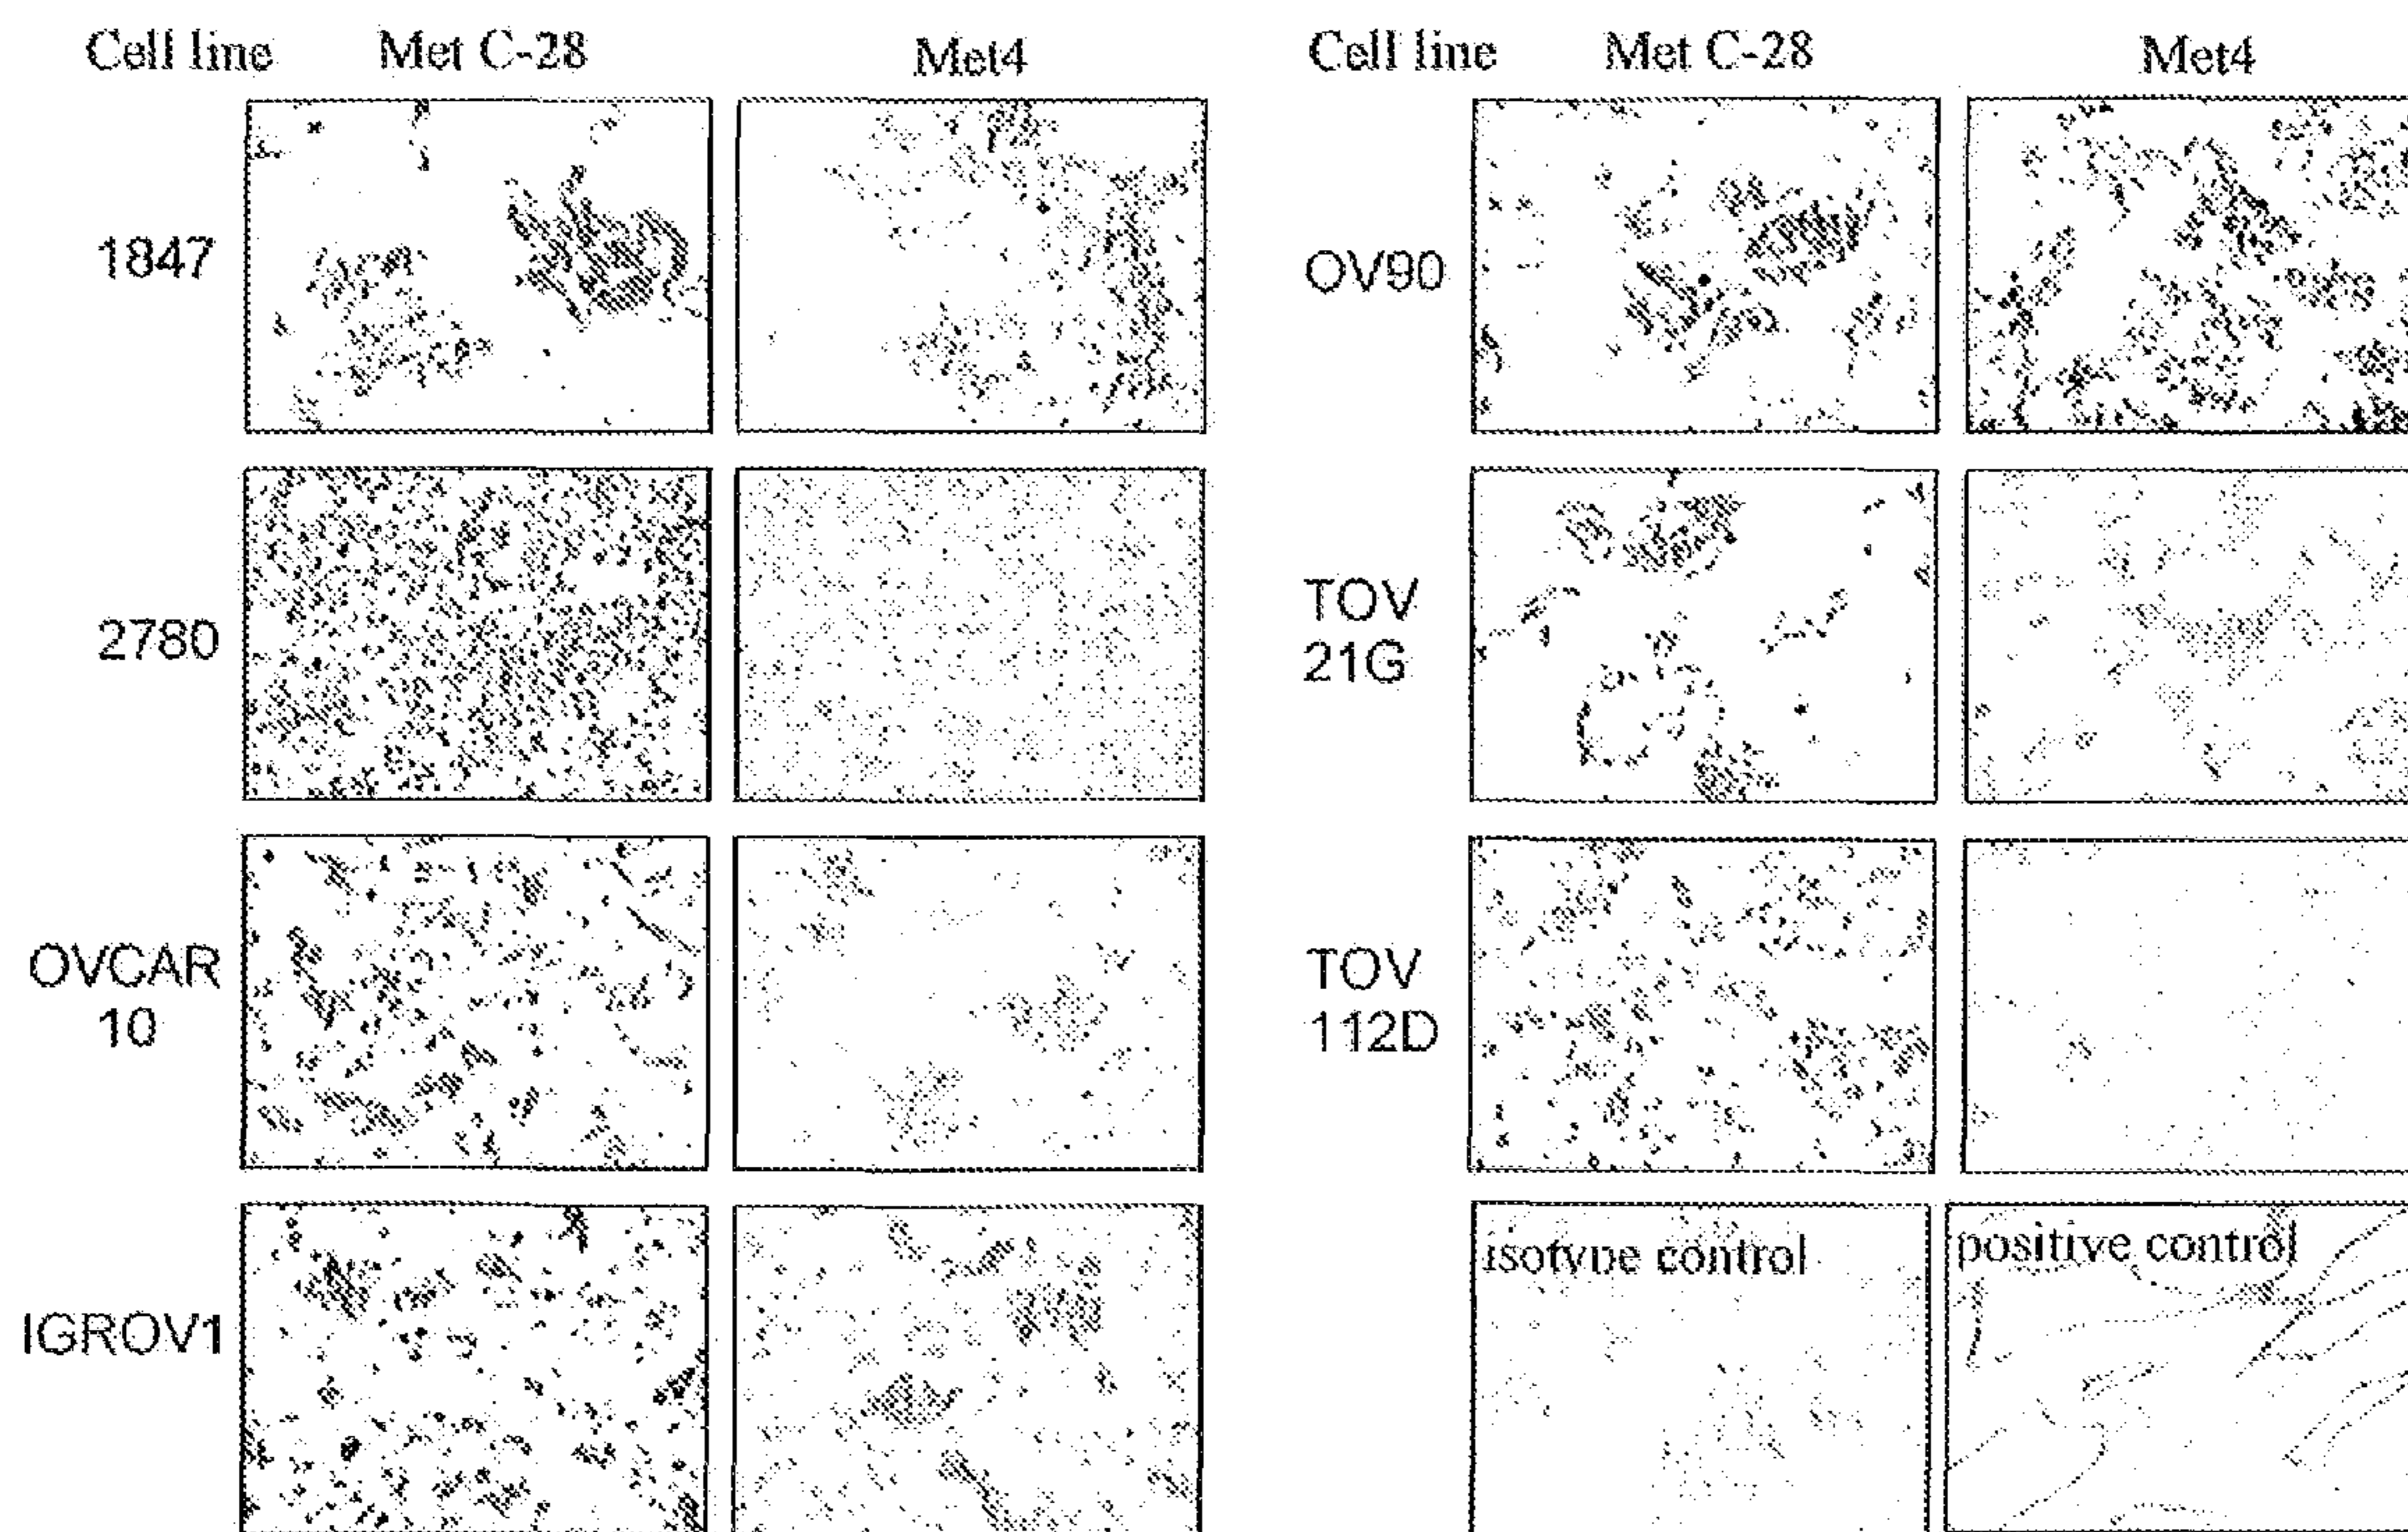 Cell line Met C-28 Met4 Cell line Met C-28 Met4
1847
OV90
2780
TOV
21G
OVCAR
10
TOV
112D
IGROV1
isotype control
positive control